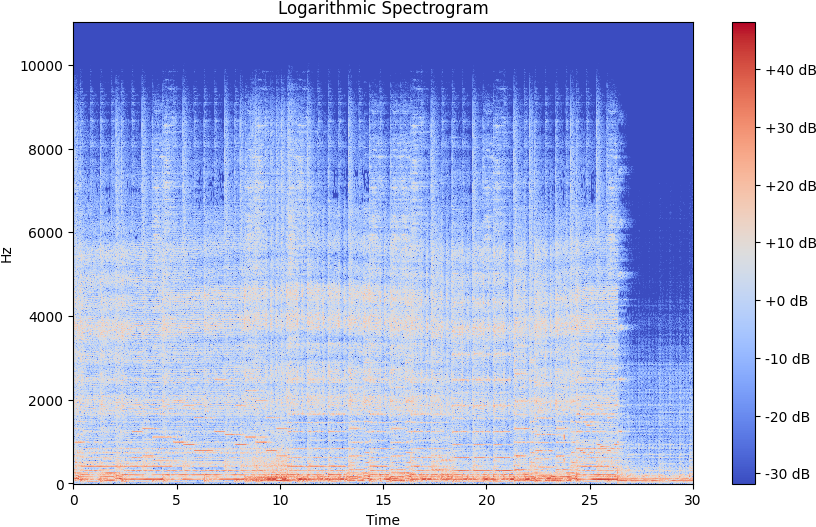 Logarithmic Spectrogram
Hz
10000
8000
6000
4000
2000
0
0 5 10 15 20 25 30
Time
+40 dB
+30 dB
+20 dB
+10 dB
+0 dB
-10 dB
-20 dB
-30 dB